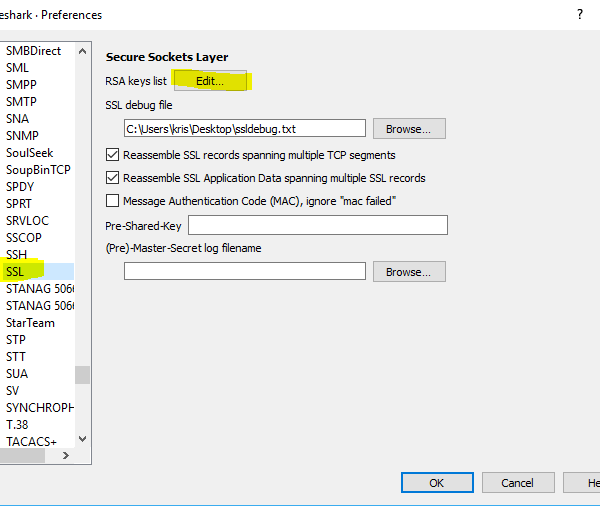 eshark · Preferences
?
SMBDirect
SML
SMPP
SMTP
SNA
SNMP
SoulSeek
SoupBinTCP
SPDY
SPRT
SRVLOC
SSCOP
SSH
SSL
STANAG 506
STANAG 506
StarTeam
STP
STT
SUA
SV
SYNCHROPH
T.38
TACACS+
Secure Sockets Layer
RSA keys list Edit...
SSL debug file
C:\Users\kris\Desktop\ssldebug.txt Browse...
Reassemble SSL records spanning multiple TCP segments
Reassemble SSL Application Data spanning multiple SSL records
Message Authentication Code (MAC), ignore "mac failed"
Pre-Shared-Key
(Pre)-Master-Secret log filename
Browse...
OK Cancel He